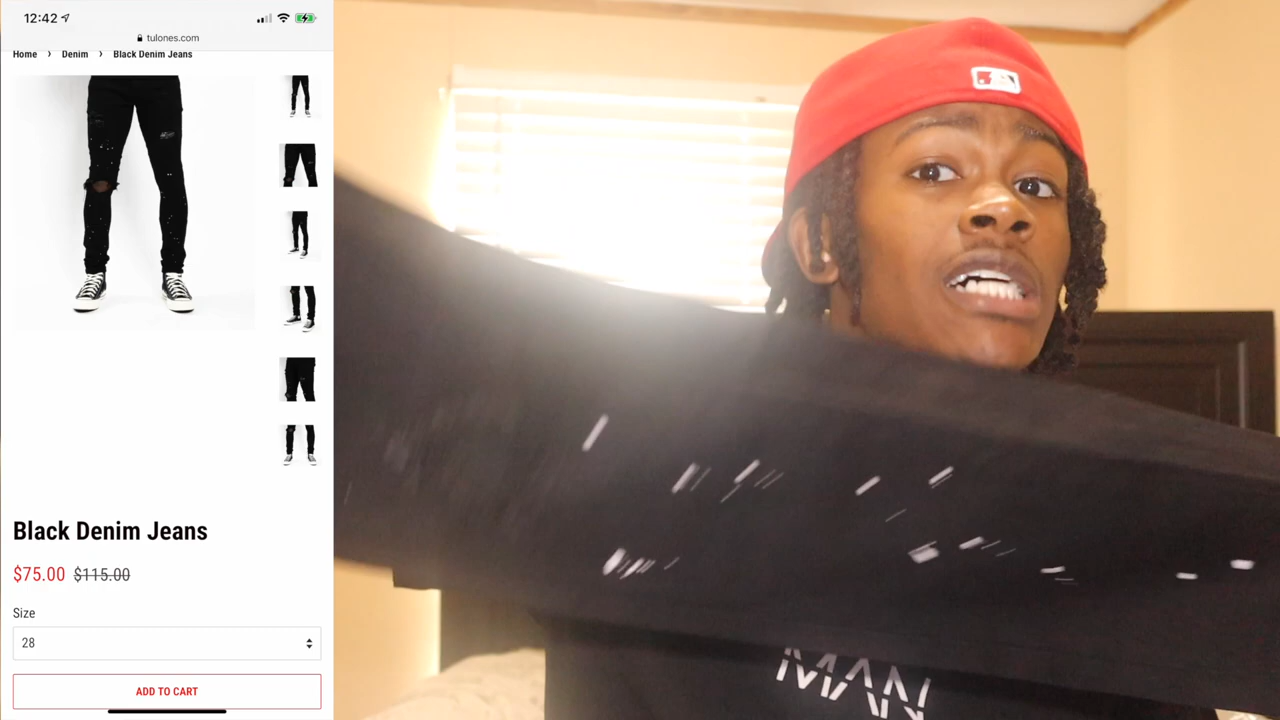 12:42
tulones.com
Home › Denim › Black Denim Jeans
Black Denim Jeans
$75.00 $115.00
Size
28
ADD TO CART
MAN